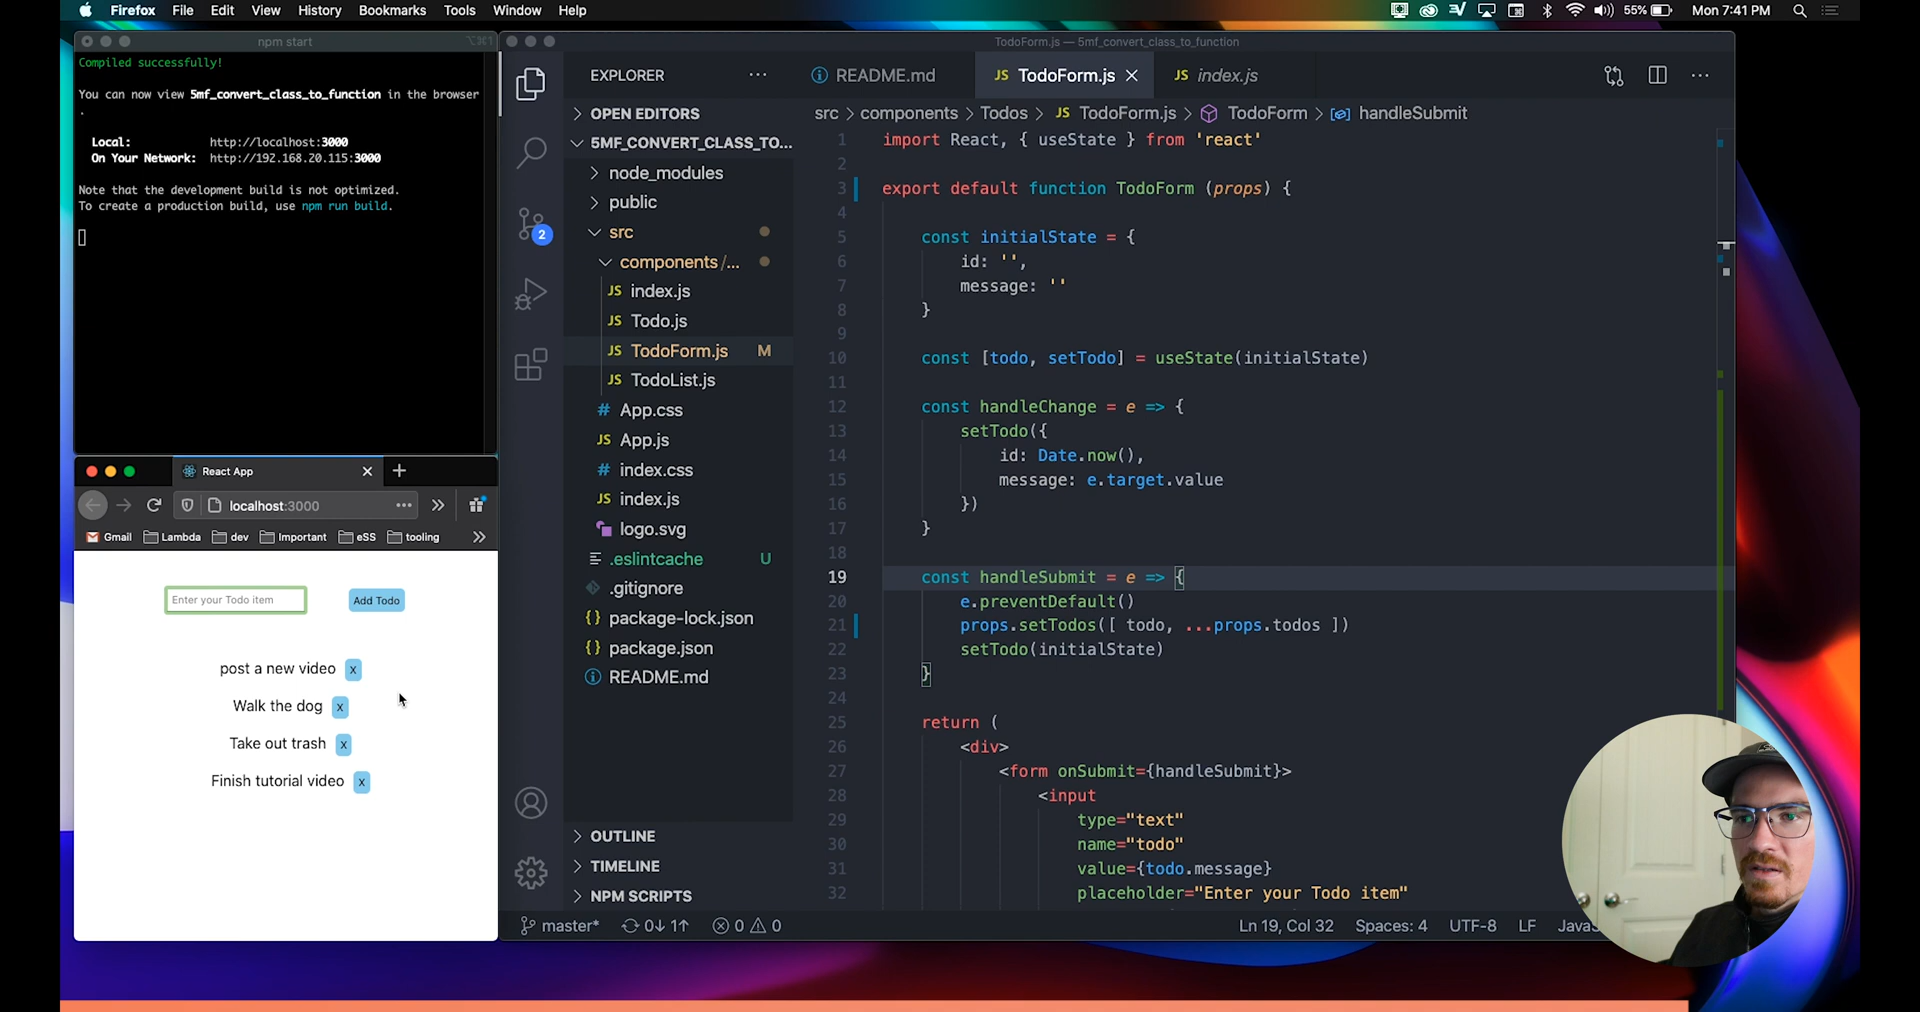 Firefox File Edit View History Bookmarks Tools Window Help
55% Mon 7:41 PM
npm start
Compiled successfully!
You can now view 5mf_convert_class_to_function in the browser
.
Local: http://localhost:3000
On Your Network: http://192.168.20.115:3000
Note that the development build is not optimized.
To create a production build, use npm run build.
React App
localhost:3000
Gmail Lambda dev Important eSS tooling
Enter your Todo item Add Todo
post a new video x
Walk the dog x
Take out trash x
Finish tutorial video x
TodoForm.js — 5mf_convert_class_to_function
2
EXPLORER
OPEN EDITORS
5MF_CONVERT_CLASS_TO...
node_modules
public
src
components/...
JS index.js
JS Todo.js
JS TodoForm.js M
JS TodoList.js
# App.css
JS App.js
# index.css
JS index.js
logo.svg
.eslintcache U
.gitignore
{} package-lock.json
{} package.json
README.md
OUTLINE
TIMELINE
NPM SCRIPTS
README.md JS TodoForm.js JS index.js
src > components > Todos > JS TodoForm.js > TodoForm > handleSubmit
1 import React, { useState } from 'react'
2
3 export default function TodoForm (props) {
4
5 const initialState = {
6 id: '',
7 message: ''
8 }
9
10 const [todo, setTodo] = useState(initialState)
11
12 const handleChange = e => {
13 setTodo({
14 id: Date.now(),
15 message: e.target.value
16 })
17 }
18
19 const handleSubmit = e => {
20 e.preventDefault()
21 props.setTodos([ todo, ...props.todos ])
22 setTodo(initialState)
23 }
24
25 return (
26 <div>
27 <form onSubmit={handleSubmit}>
28 <input
29 type="text"
30 name="todo"
31 value={todo.message}
32 placeholder="Enter your Todo item"
master* 0↓ 1↑ 0 0 Ln 19, Col 32 Spaces: 4 UTF-8 LF